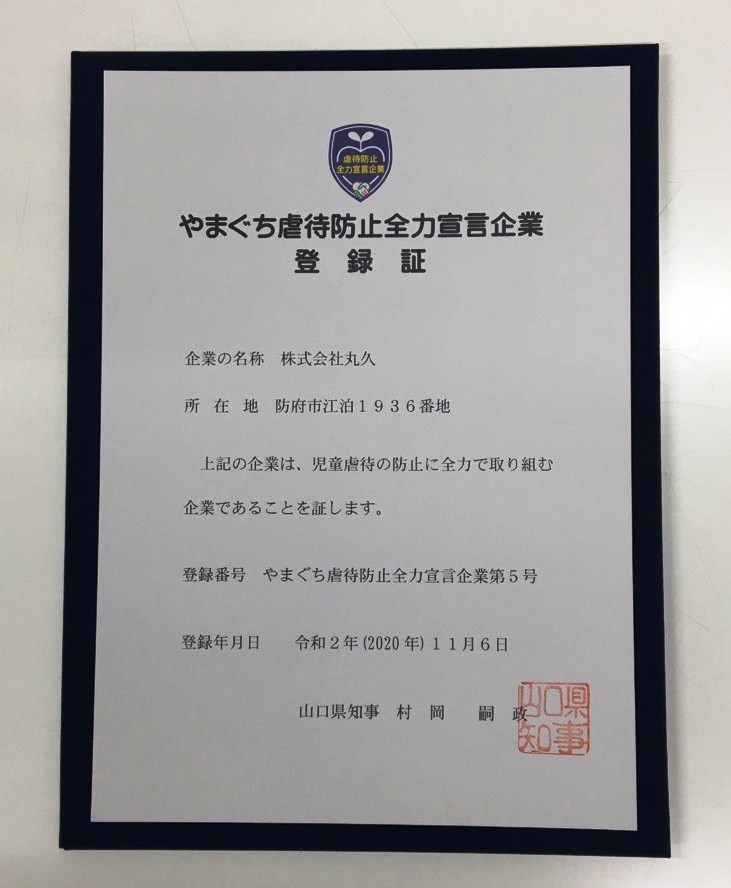 虐待防止
全力宣言企業
やまぐち虐待防止全力宣言企業
登 録 証
企業の名称　株式会社丸久
所 在 地　防府市江泊１９３６番地
上記の企業は、児童虐待の防止に全力で取り組む
企業であることを証します。
登録番号　やまぐち虐待防止全力宣言企業第５号
登録年月日　令和２年(2020年)１１月６日
山口県知事　村　岡　嗣　政
山口県
知事